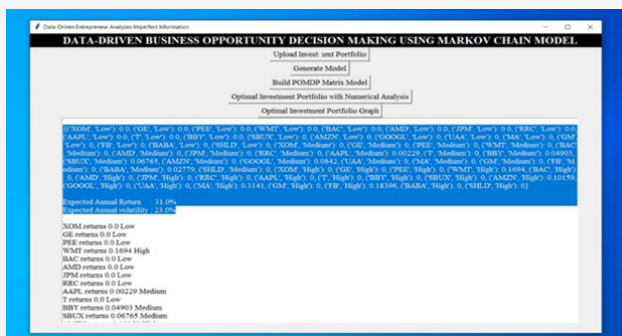 Data-Driven Entrepreneur Analyzes Imperfect Information
DATA-DRIVEN BUSINESS OPPORTUNITY DECISION MAKING USING MARKOV CHAIN MODEL
Upload Investment Portfolio
Generate Model
Build POMDP Matrix Model
Optimal Investment Portfolio with Numerical Analysis
Optimal Investment Portfolio Graph
[('XOM', 'Low'): 0.0, ('GE', 'Low'): 0.0, ('PEE', 'Low'): 0.0, ('WMT', 'Low'): 0.0, ('BAC', 'Low'): 0.0, ('AMD', 'Low'): 0.0, ('JPM', 'Low'): 0.0, ('RRC', 'Low'): 0.0,
('AAPL', 'Low'): 0.0, ('T', 'Low'): 0.0, ('BBY', 'Low'): 0.0, ('SBUX', 'Low'): 0.0, ('AMZN', 'Low'): 0.0, ('GOOGL', 'Low'): 0.0, ('UAA', 'Low'): 0.0, ('MA', 'Low'): 0.0, ('GM',
'Low'): 0.0, ('FB', 'Low'): 0.0, ('BABA', 'Low'): 0.0, ('SHLD', 'Low'): 0, ('XOM', 'Medium'): 0, ('GE', 'Medium'): 0, ('PEE', 'Medium'): 0, ('WMT', 'Medium'): 0, ('BAC'
'Medium'): 0, ('AMD', 'Medium'): 0, ('JPM', 'Medium'): 0, ('RRC', 'Medium'): 0, ('AAPL', 'Medium'): 0.00229, ('T', 'Medium'): 0, ('BBY', 'Medium'): 0.04903,
('SBUX', 'Medium'): 0.06765, ('AMZN', 'Medium'): 0, ('GOOGL', 'Medium'): 0.0842, ('UAA', 'Medium'): 0, ('MA', 'Medium'): 0, ('GM', 'Medium'): 0, ('FB', 'M
edium'): 0, ('BABA', 'Medium'): 0.02779, ('SHLD', 'Medium'): 0, ('XOM', 'High'): 0, ('GE', 'High'): 0, ('PEE', 'High'): 0, ('WMT', 'High'): 0.1694, ('BAC', 'High')
: 0, ('AMD', 'High'): 0, ('JPM', 'High'): 0, ('RRC', 'High'): 0, ('AAPL', 'High'): 0, ('T', 'High'): 0, ('BBY', 'High'): 0, ('SBUX', 'High'): 0, ('AMZN', 'High'): 0.10159,
('GOOGL', 'High'): 0, ('UAA', 'High'): 0, ('MA', 'High'): 0.3141, ('GM', 'High'): 0, ('FB', 'High'): 0.18396, ('BABA', 'High'): 0, ('SHLD', 'High'): 0]
Expected Annual Return : 31.0%
Expected Annual volatility : 23.0%
XOM returns 0.0 Low
GE returns 0.0 Low
PEE returns 0.0 Low
WMT returns 0.1694 High
BAC returns 0.0 Low
AMD returns 0.0 Low
JPM returns 0.0 Low
RRC returns 0.0 Low
AAPL returns 0.00229 Medium
T returns 0.0 Low
BBY returns 0.04903 Medium
SBUX returns 0.06765 Medium